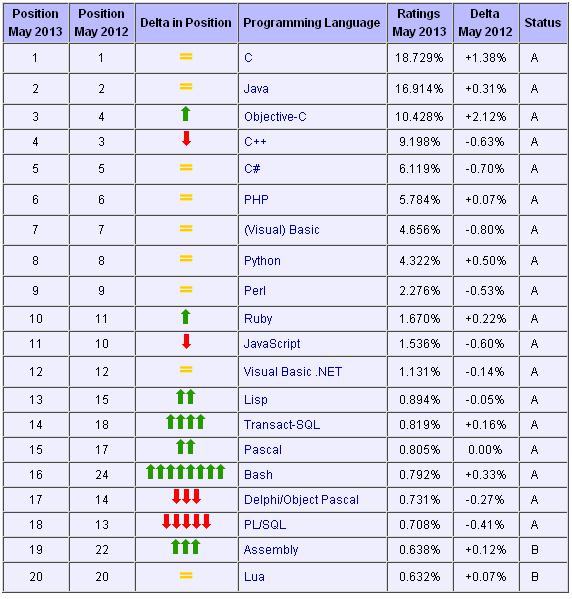 Position May 2013 Position May 2012 Delta in Position Programming Language Ratings May 2013 Delta May 2012 Status
1 1 = C 18.729% +1.38% A
2 2 = Java 16.914% +0.31% A
3 4 Objective-C 10.428% +2.12% A
4 3 C++ 9.198% -0.63% A
5 5 = C# 6.119% -0.70% A
6 6 = PHP 5.784% +0.07% A
7 7 = (Visual) Basic 4.656% -0.80% A
8 8 = Python 4.322% +0.50% A
9 9 = Perl 2.276% -0.53% A
10 11 Ruby 1.670% +0.22% A
11 10 JavaScript 1.536% -0.60% A
12 12 = Visual Basic .NET 1.131% -0.14% A
13 15 Lisp 0.894% -0.05% A
14 18 Transact-SQL 0.819% +0.16% A
15 17 Pascal 0.805% 0.00% A
16 24 Bash 0.792% +0.33% A
17 14 Delphi/Object Pascal 0.731% -0.27% A
18 13 PL/SQL 0.708% -0.41% A
19 22 Assembly 0.638% +0.12% B
20 20 = Lua 0.632% +0.07% B